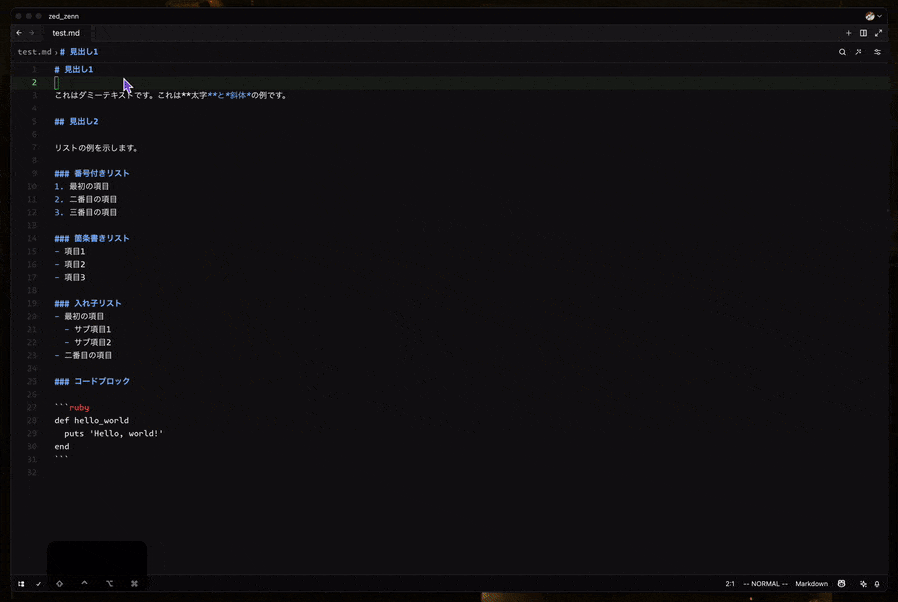 zed_zenn
test.md
test.md › # 見出し1
1 # 見出し1
2
3 これはダミーテキストです。これは**太字**と*斜体*の例です。
4
5 ## 見出し2
6
7 リストの例を示します。
8
9 ### 番号付きリスト
10 1. 最初の項目
11 2. 二番目の項目
12 3. 三番目の項目
13
14 ### 箇条書きリスト
15 - 項目1
16 - 項目2
17 - 項目3
18
19 ### 入れ子リスト
20 - 最初の項目
21 - サブ項目1
22 - サブ項目2
23 - 二番目の項目
24
25 ### コードブロック
26
27 ```ruby
28 def hello_world
29 puts 'Hello, world!'
30 end
31 ```
32
2:1 -- NORMAL -- Markdown